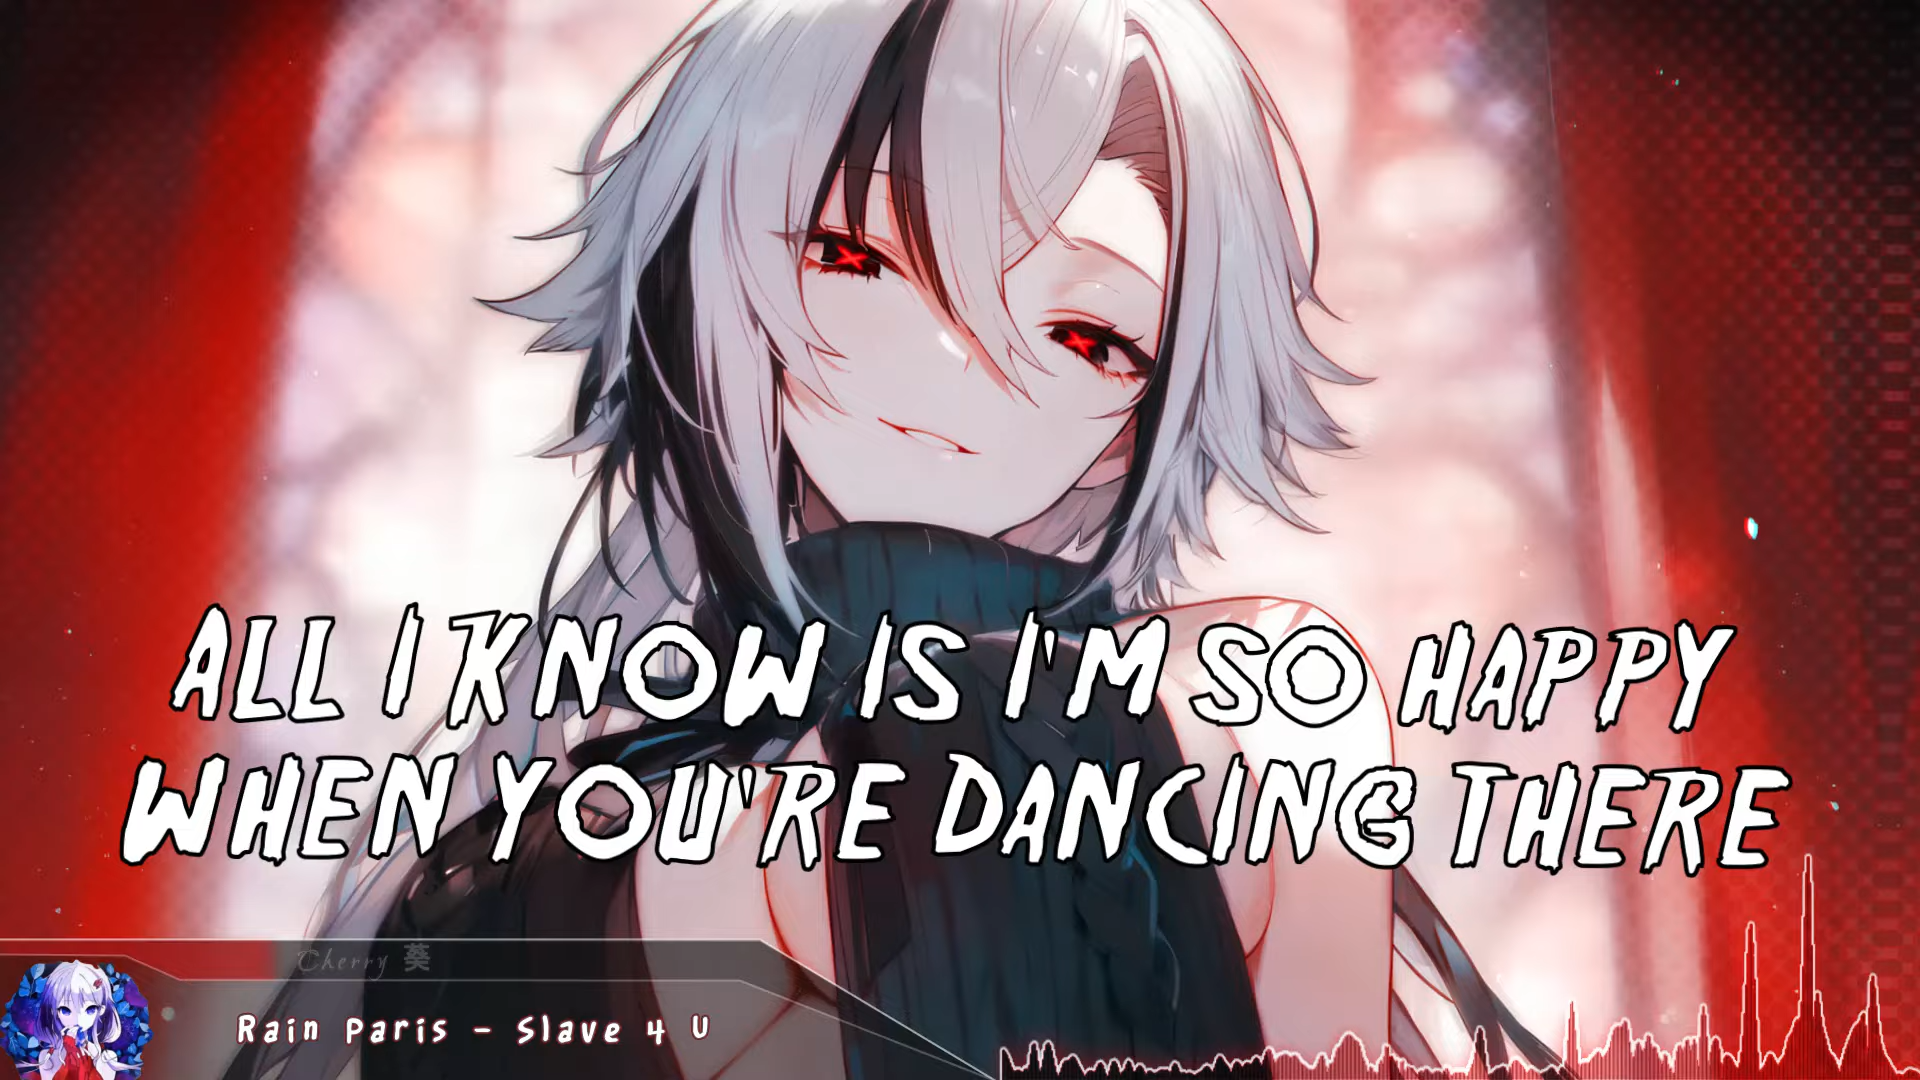 ALL I KNOW IS I'M SO HAPPY
WHEN YOU'RE DANCING THERE
Cherry 葵
Rain Paris - Slave 4 U